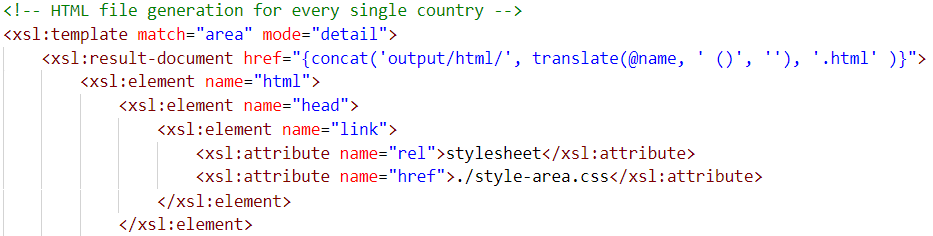 <!-- HTML file generation for every single country -->
<xsl:template match="area" mode="detail">
<xsl:result-document href="{concat('output/html/', translate(@name, ' ()', ''), '.html' )}">
<xsl:element name="html">
<xsl:element name="head">
<xsl:element name="link">
<xsl:attribute name="rel">stylesheet</xsl:attribute>
<xsl:attribute name="href">./style-area.css</xsl:attribute>
</xsl:element>
</xsl:element>